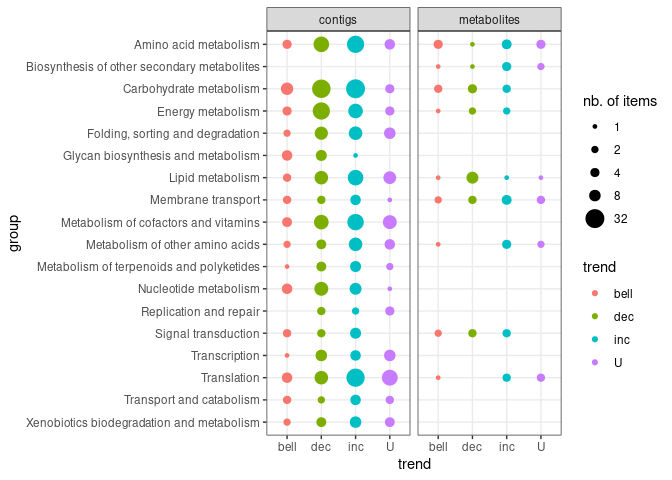 contigs
metabolites
group
Amino acid metabolism
Biosynthesis of other secondary metabolites
Carbohydrate metabolism
Energy metabolism
Folding, sorting and degradation
Glycan biosynthesis and metabolism
Lipid metabolism
Membrane transport
Metabolism of cofactors and vitamins
Metabolism of other amino acids
Metabolism of terpenoids and polyketides
Nucleotide metabolism
Replication and repair
Signal transduction
Transcription
Translation
Transport and catabolism
Xenobiotics biodegradation and metabolism
bell dec inc U
bell dec inc U
trend
nb. of items
1
2
4
8
32
trend
bell
dec
inc
U